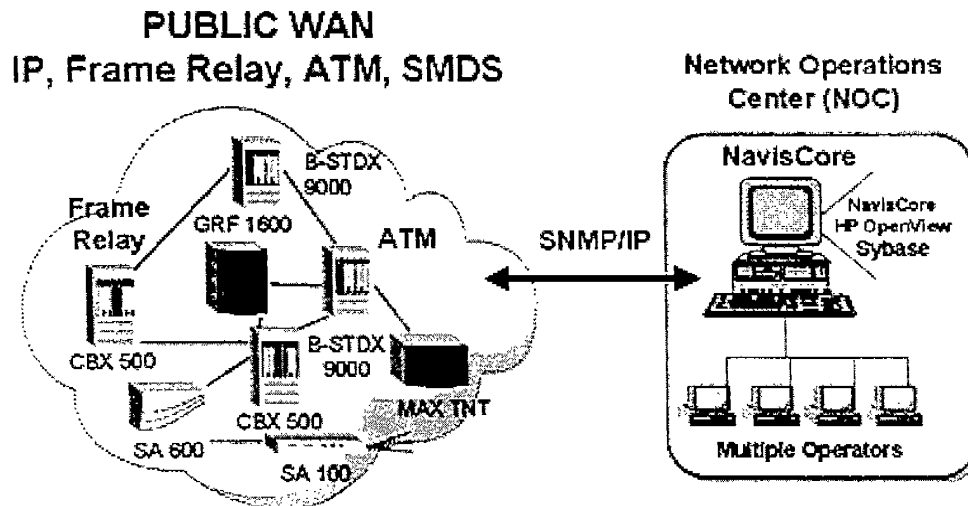 PUBLIC WAN
IP, Frame Relay, ATM, SMDS
B-STDX
9000
Frame
Relay
GRF 1600
ATM
CBX 500
B-STDX
9000
CBX 500
MAX TNT
SA 600
SA 100
SNMP/IP
Network Operations
Center (NOC)
NavisCore
NavisCore
HP OpenView
Sybase
Multiple Operators